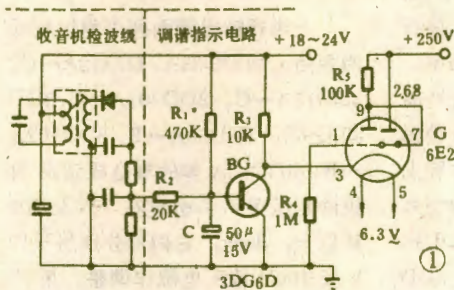 收音机检波级 调谐指示电路 +18~24V +250V
R₅
100K
R₁*
470K
R₃
10K
2,6,8
9
1
7
G
6E2
3
BG
R₂
20K
R₄
1M
4
5
C
50μ
15V
6.3V
3DG6D
①